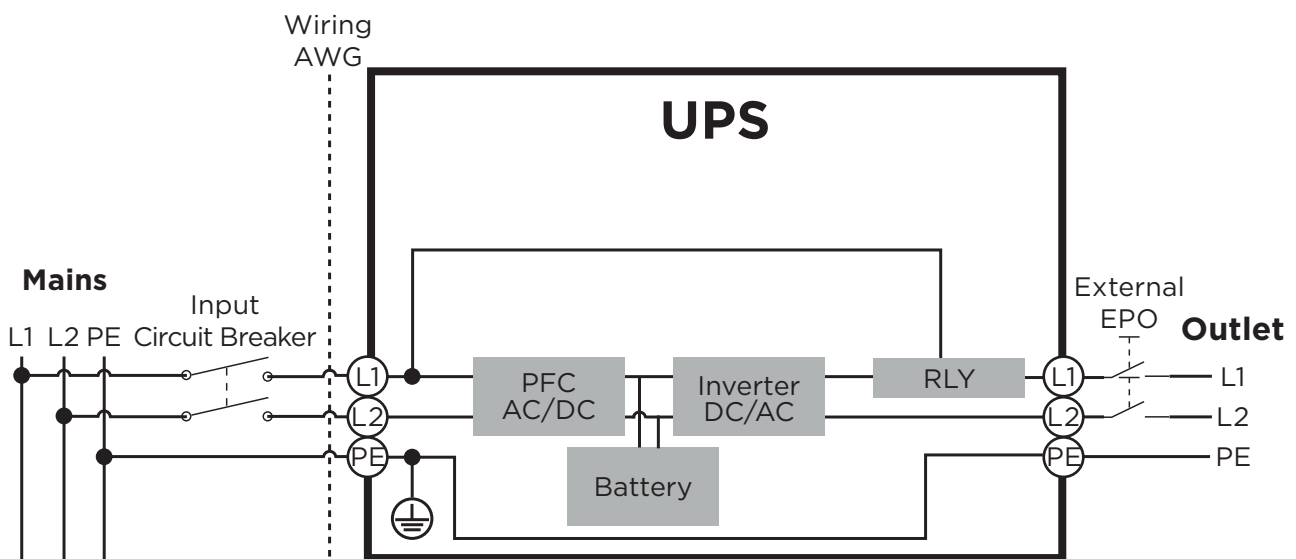 Wiring
AWG
UPS
Mains
L1 L2 PE
Input
Circuit Breaker
External
EPO
Outlet
L1
PFC
AC/DC
Inverter
DC/AC
RLY
L1
L1
L2
L2
L2
PE
Battery
PE
PE